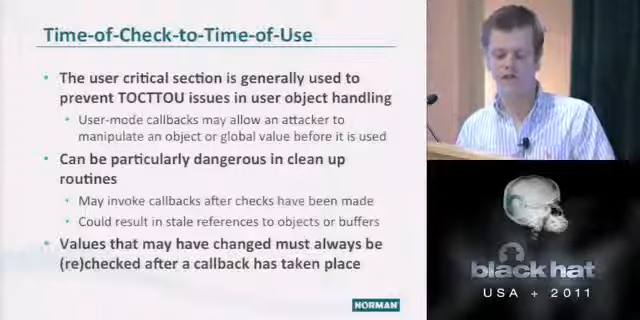 Time-of-Check-to-Time-of-Use
• The user critical section is generally used to
prevent TOCTTOU issues in user object handling
• User-mode callbacks may allow an attacker to
manipulate an object or global value before it is used
• Can be particularly dangerous in clean up
routines
• May invoke callbacks after checks have been made
• Could result in stale references to objects or buffers
• Values that may have changed must always be
(re)checked after a callback has taken place
NORMAN
black hat
USA + 2011